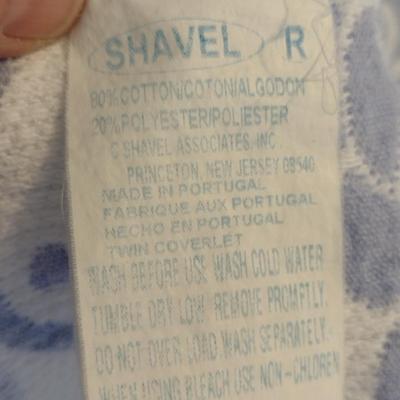 SHAVEL R
80% COTTON/COTON/ALGODON
20% POLYESTER/POLIESTER
C SHAVEL ASSOCIATES, INC.
PRINCETON, NEW JERSEY 08540
MADE IN PORTUGAL
FABRIQUE AUX PORTUGAL
HECHO EN PORTUGAL
TWIN COVERLET
WASH BEFORE USE WASH COLD WATER
TUMBLE DRY LOW REMOVE PROMPTLY.
DO NOT OVER LOAD.WASH SEPARATELY.
WHEN USING BLEACH USE NON-CHLOREN